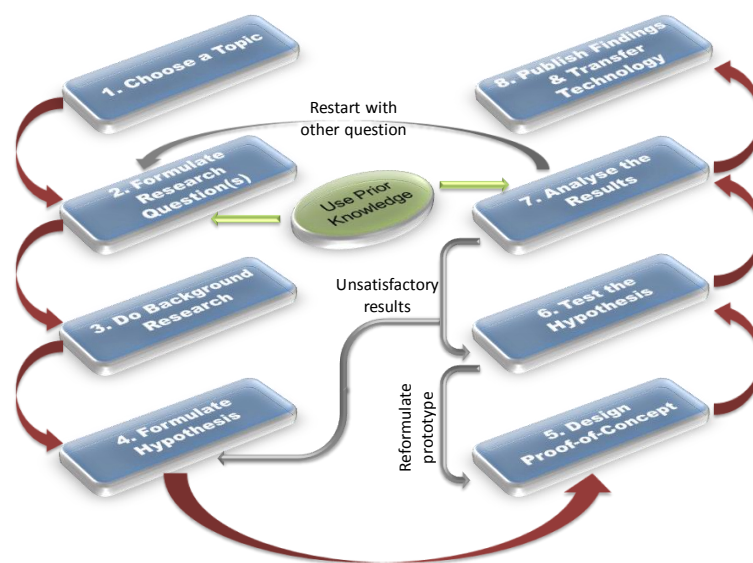 1. Choose a Topic
2. Formulate
Research
Question(s)
3. Do Background
Research
4. Formulate
Hypothesis
Restart with
other question
Use Prior
Knowledge
Unsatisfactory
results
Reformulate
prototype
8. Publish Findings
& Transfer
Technology
7. Analyse the
Results
6. Test the
Hypothesis
5. Design
Proof-of-Concept